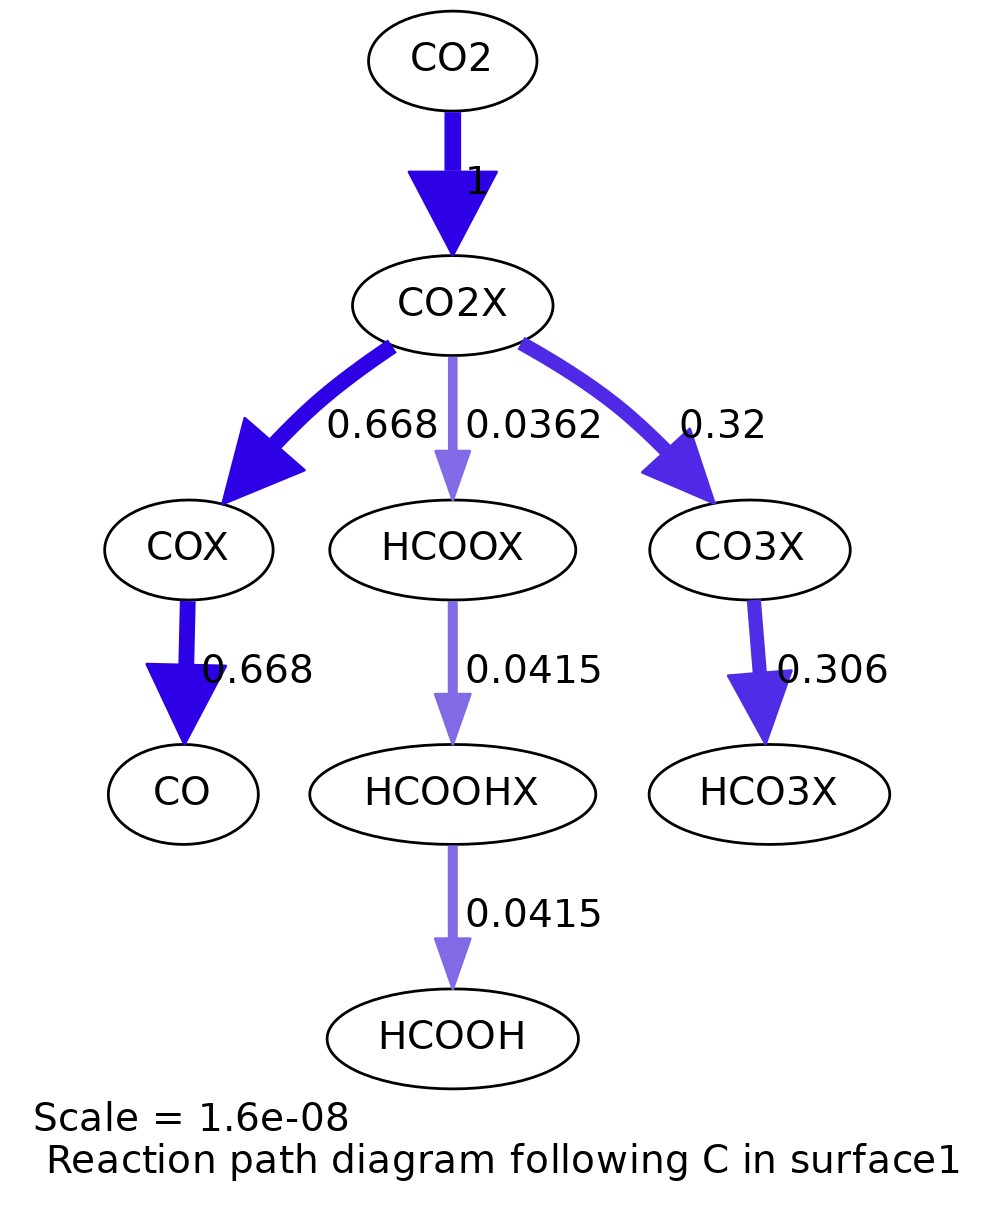 CO2
1
CO2X
0.668
0.0362
0.32
COX
HCOOX
CO3X
0.668
0.0415
0.306
CO
HCOOHX
HCO3X
0.0415
HCOOH
Scale = 1.6e-08
Reaction path diagram following C in surface1